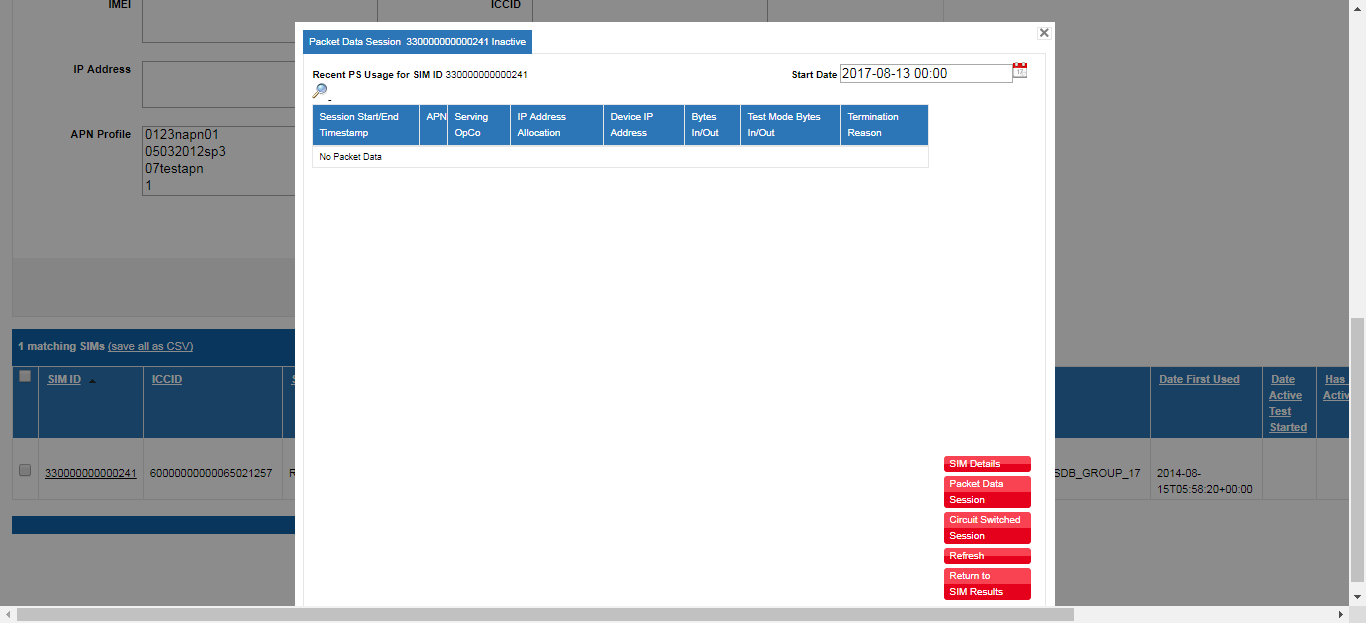 IMEI
ICCID
IP Address
APN Profile
0123napn01
05032012sp3
07testapn
1
Packet Data Session 330000000000241 Inactive
Recent PS Usage for SIM ID 330000000000241
Start Date 2017-08-13 00:00
Session Start/End
Timestamp
APN
Serving
OpCo
IP Address
Allocation
Device IP
Address
Bytes
In/Out
Test Mode Bytes
In/Out
Termination
Reason
No Packet Data
SIM Details
Packet Data
Session
Circuit Switched
Session
Refresh
Return to
SIM Results
1 matching SIMs (save all as CSV)
SIM ID
ICCID
Date First Used
Date
Active
Test
Started
Has
Activ
330000000000241
60000000000065021257
SDB_GROUP_17
2014-08-
15T05:58:20+00:00